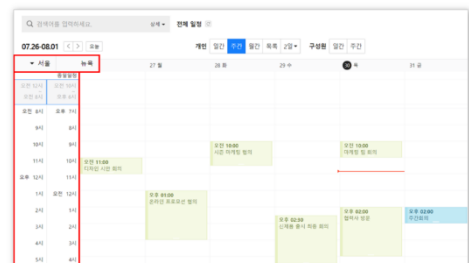 검색어를 입력하세요.
상세 전체 일정
07.26-08.01 < > 오늘
개인 일간 주간 월간 목록 2일 구성원 일간 주간
서울 뉴욕
27 월 28 화 29 수 30 목 31 금
종일일정
오전 8시 오후 7시
9시 8시
10시 9시
11시 10시
오후 12시 11시
1시 오전 12시
2시 1시
3시 2시
4시 3시
5시 4시
오전 11:00
디자인 시안 회의
오후 01:00
온라인 프로모션 협의
오전 10:00
시즌 마케팅 협의
오후 02:30
신제품 출시 최종 회의
오전 10:00
마케팅 팀 회의
오후 02:00
협력사 방문
오후 02:00
주간회의